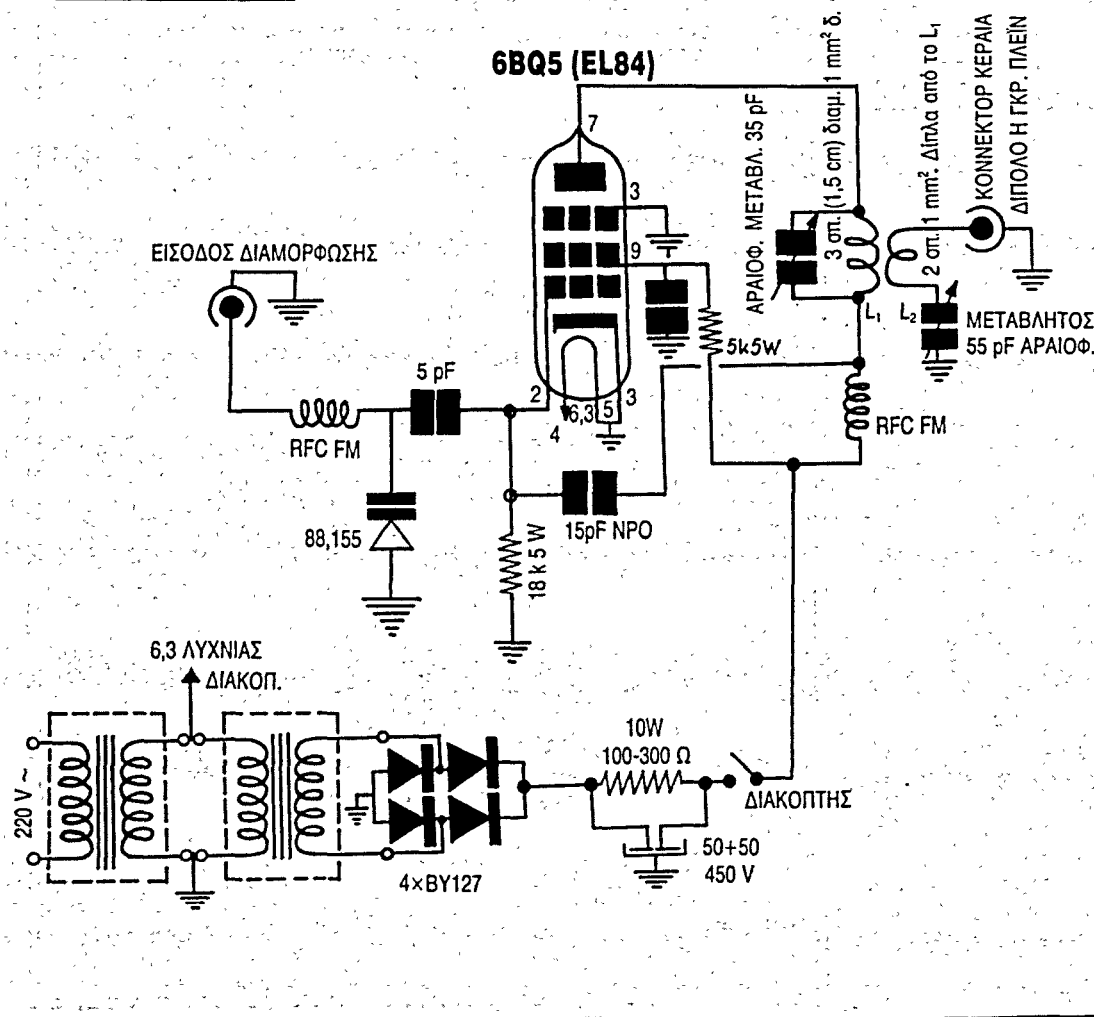 6BQ5 (EL84)
7
3
9
2
6,3
5
3
4
ΕΙΣΟΔΟΣ ΔΙΑΜΟΡΦΩΣΗΣ
5 pF
RFC FM
88,155
18 k 5 W
15pF NPO
5k5W
ΑΡΑΙΟΦ. ΜΕΤΑΒΛ. 35 pF
3 σπ. (1,5 cm) διαμ. 1 mm² δ.
2 σπ. 1 mm². Δίπλα από το L₁
ΚΟΝΝΕΚΤΟΡ ΚΕΡΑΙΑ
ΔΙΠΟΛΟ Η ΓΚΡ. ΠΛΕΪΝ
L₁
L₂
ΜΕΤΑΒΛΗΤΟΣ
55 pF ΑΡΑΙΟΦ.
RFC FM
6,3 ΛΥΧΝΙΑΣ
ΔΙΑΚΟΠ.
220 V ~
4×BY127
10W
100-300 Ω
ΔΙΑΚΟΠΤΗΣ
50+50
450 V